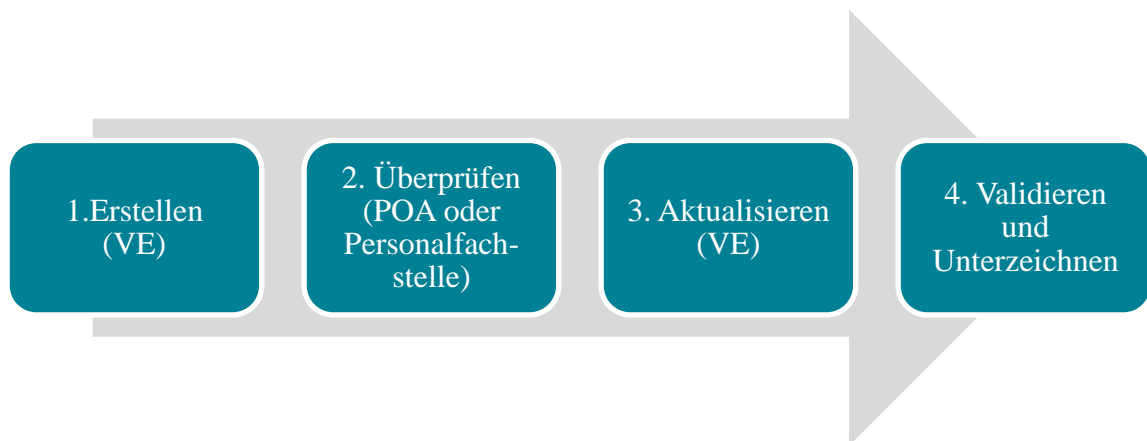 1.Erstellen
(VE)
2. Überprüfen
(POA oder
Personalfach-
stelle)
3. Aktualisieren
(VE)
4. Validieren
und
Unterzeichnen